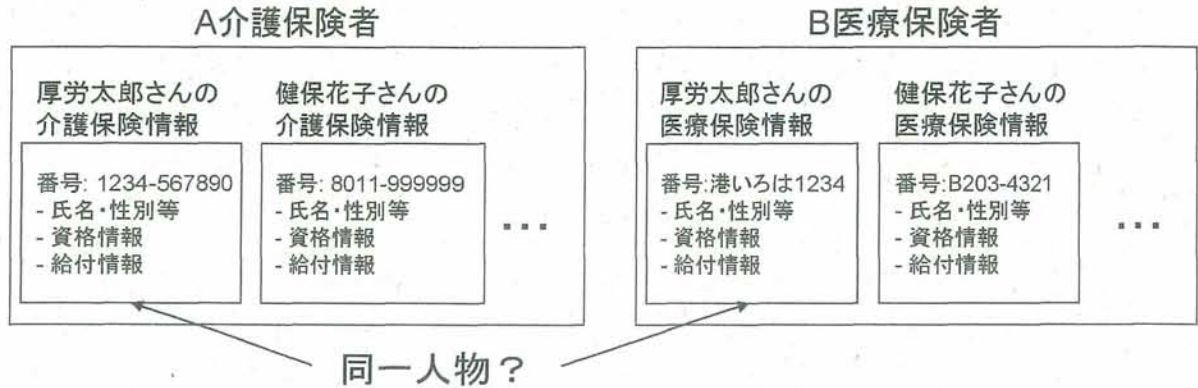 A介護保険者
厚労太郎さんの
介護保険情報
番号: 1234-567890
- 氏名・性別等
- 資格情報
- 給付情報
健保花子さんの
介護保険情報
番号: 8011-999999
- 氏名・性別等
- 資格情報
- 給付情報
...
B医療保険者
厚労太郎さんの
医療保険情報
番号:港いろは1234
- 氏名・性別等
- 資格情報
- 給付情報
健保花子さんの
医療保険情報
番号:B203-4321
- 氏名・性別等
- 資格情報
- 給付情報
...
同一人物？